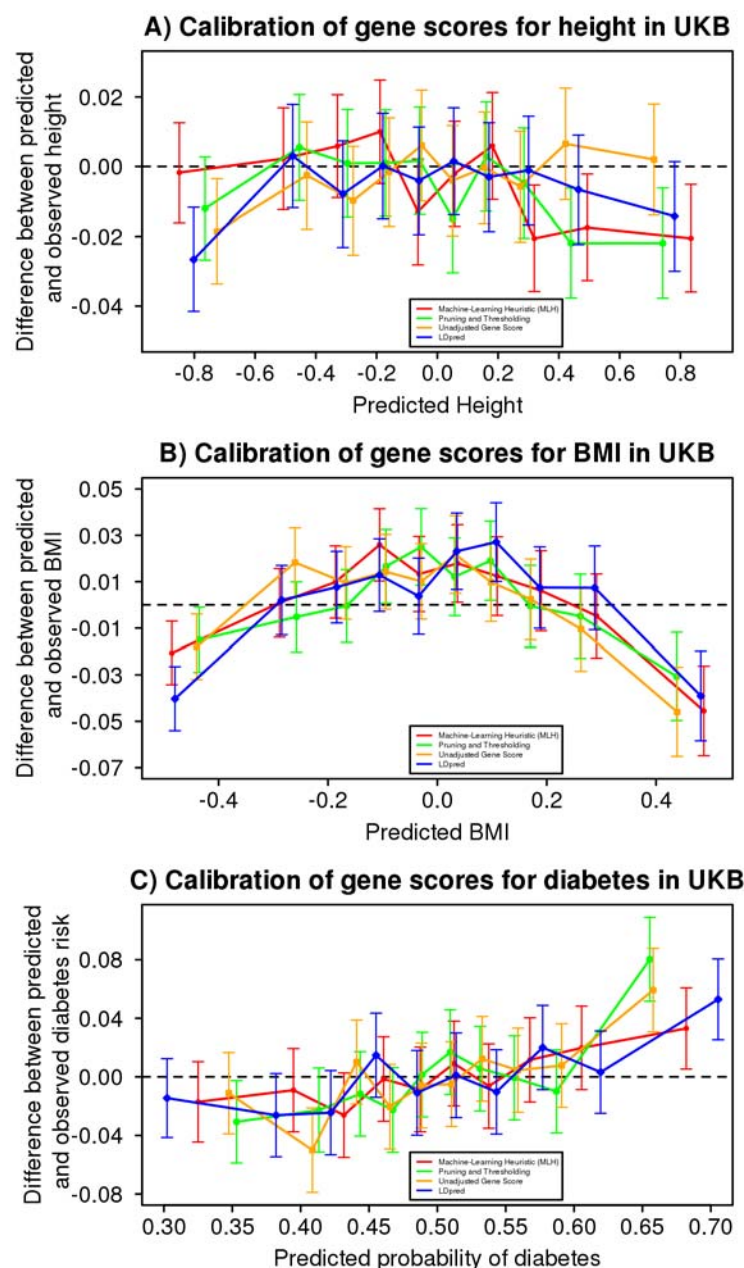 A) Calibration of gene scores for height in UKB
Difference between predicted
and observed height
0.02
0.00
-0.02
-0.04
Machine-Learning Heuristic (MLH)
Pruning and Thresholding
Unadjusted Gene Score
LDpred
-0.8 -0.6 -0.4 -0.2 0.0 0.2 0.4 0.6 0.8
Predicted Height
B) Calibration of gene scores for BMI in UKB
Difference between predicted
and observed BMI
0.05
0.03
0.01
-0.01
-0.03
-0.05
-0.07
Machine-Learning Heuristic (MLH)
Pruning and Thresholding
Unadjusted Gene Score
LDpred
-0.4 -0.2 0.0 0.2 0.4
Predicted BMI
C) Calibration of gene scores for diabetes in UKB
Difference between predicted
and observed diabetes risk
0.08
0.04
0.00
-0.04
-0.08
Machine-Learning Heuristic (MLH)
Pruning and Thresholding
Unadjusted Gene Score
LDpred
0.30 0.35 0.40 0.45 0.50 0.55 0.60 0.65 0.70
Predicted probability of diabetes